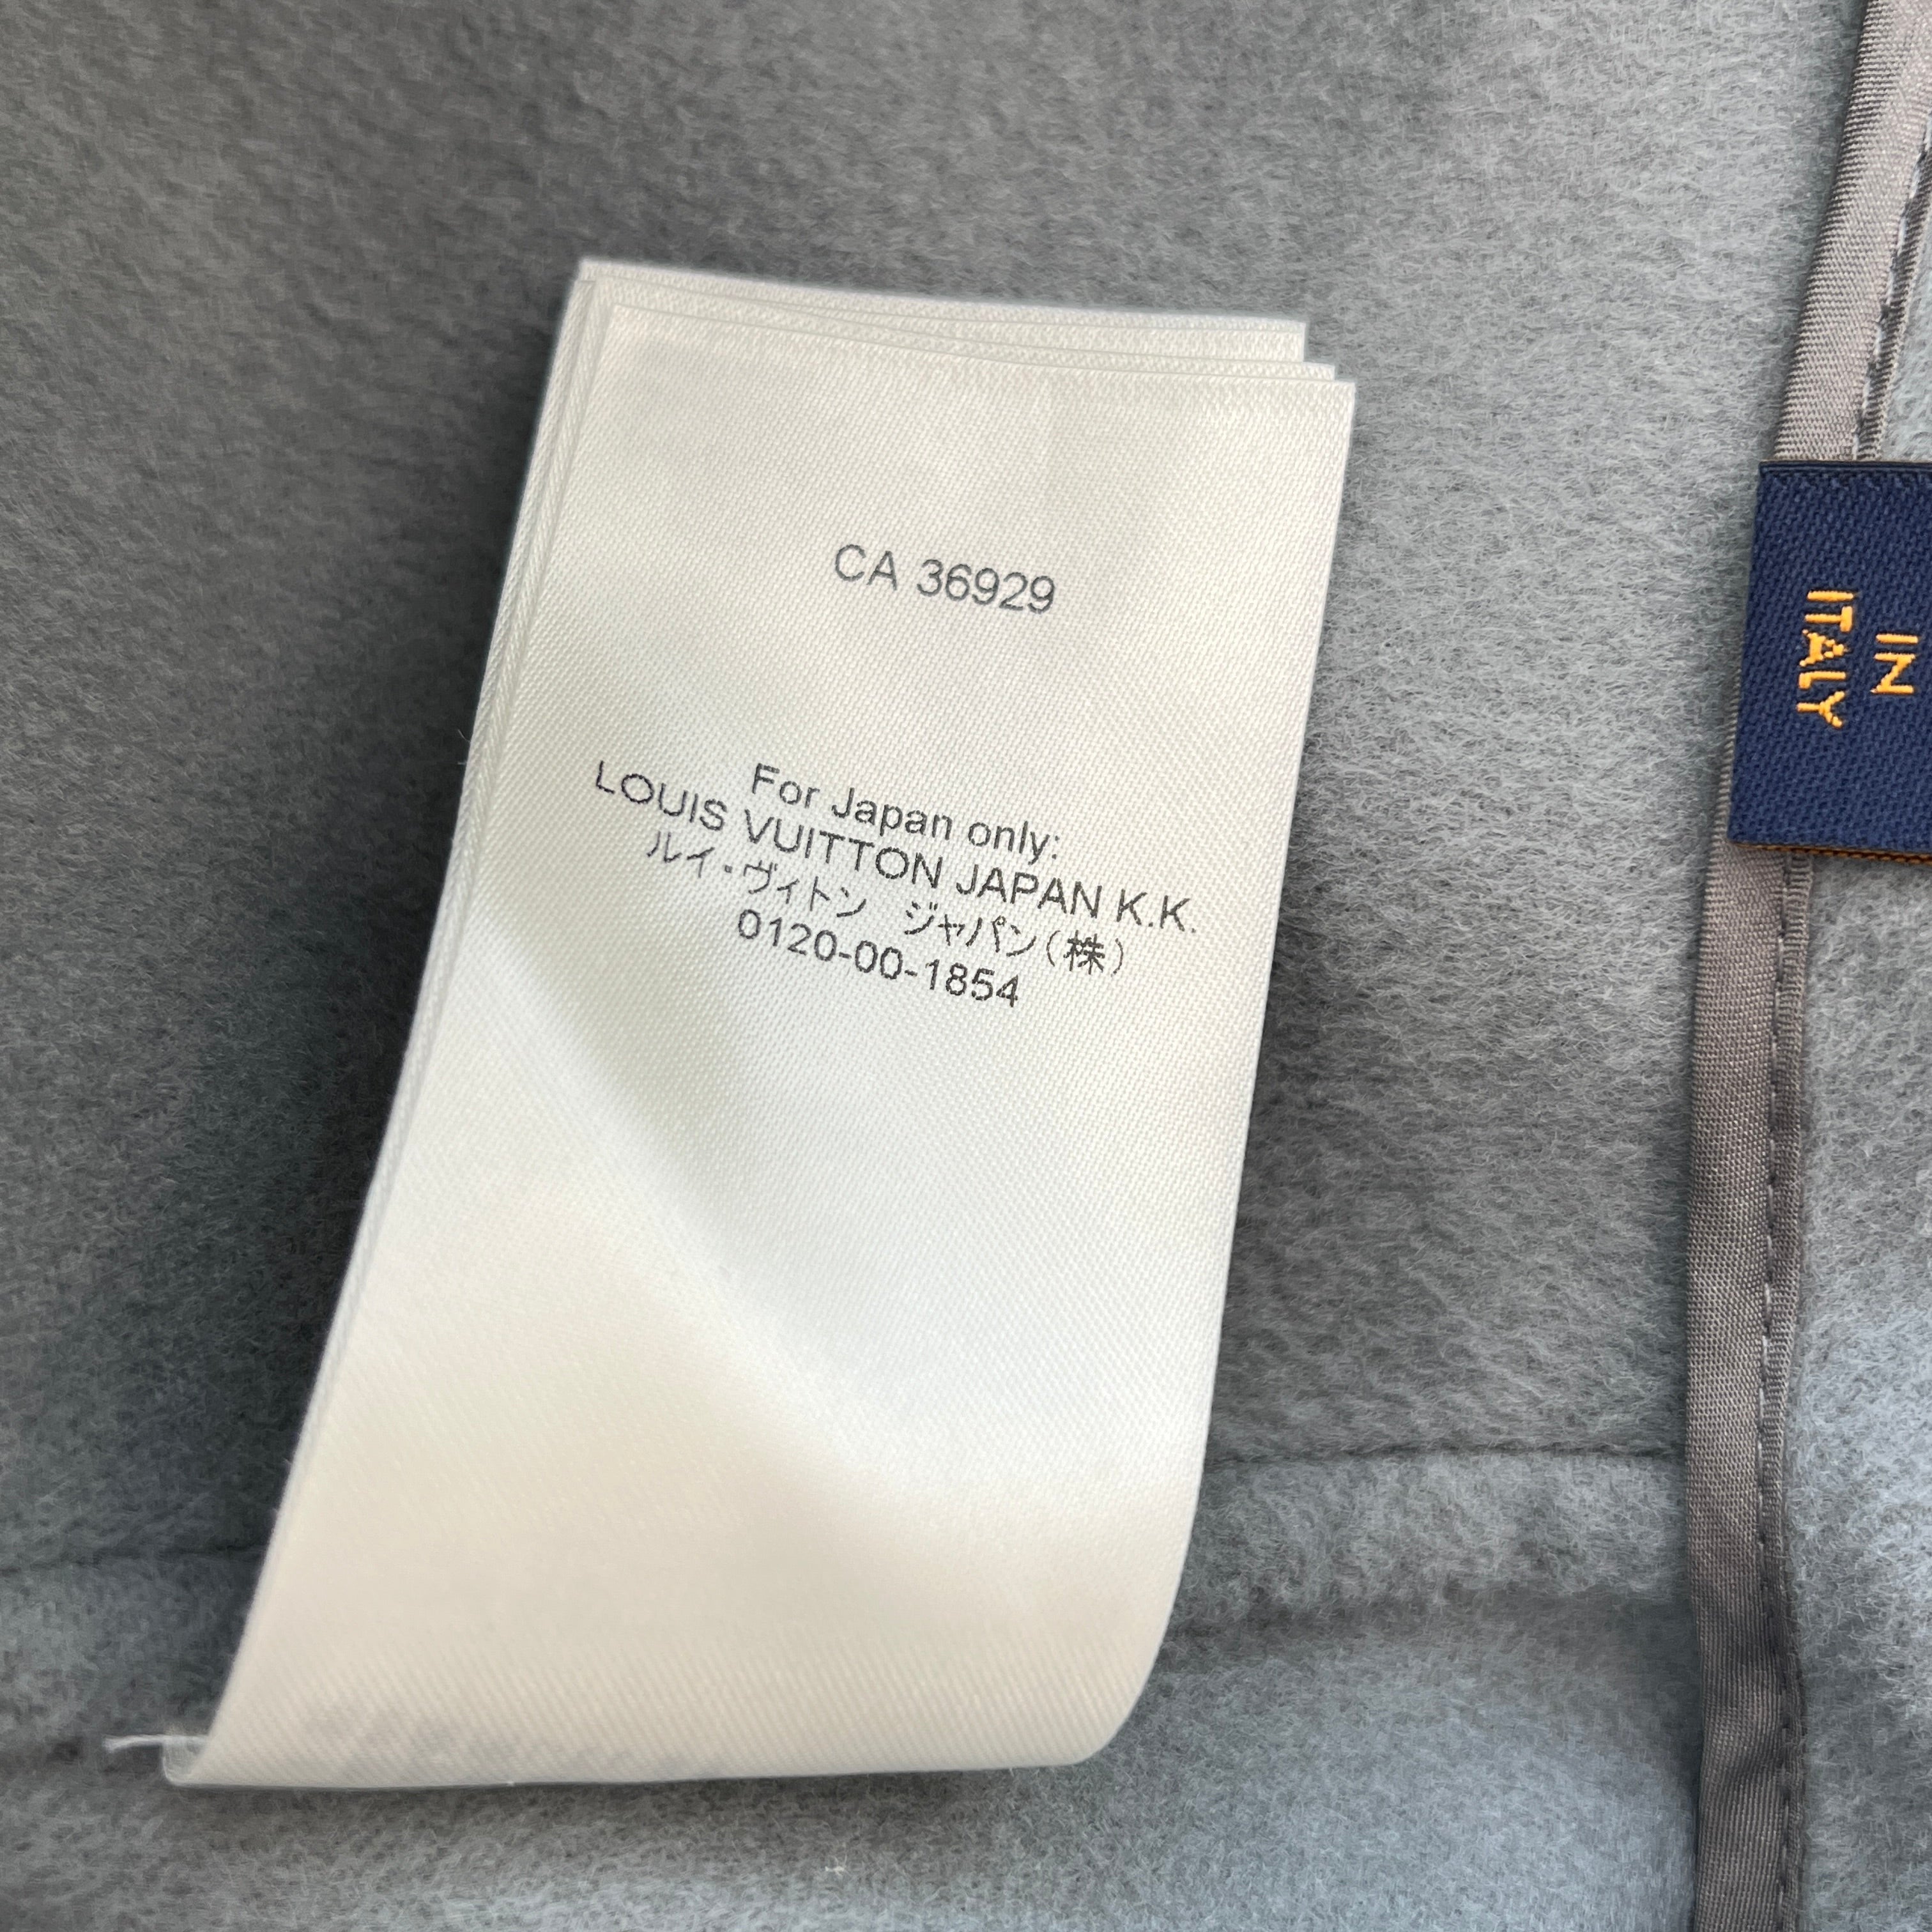 CA 36929
For Japan only:
LOUIS VUITTON JAPAN K.K.
ルイ・ヴィトン ジャパン(株)
0120-00-1854
IN
ITALY